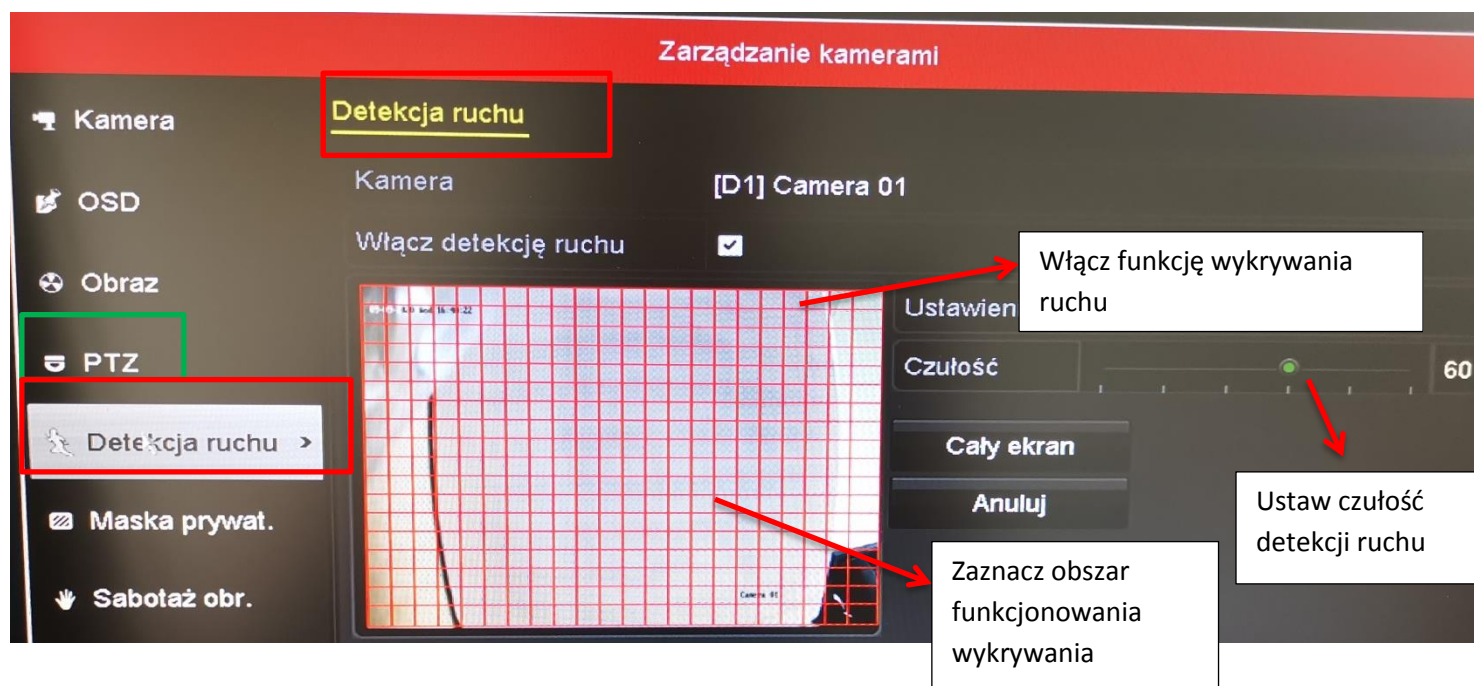 Zarządzanie kamerami
Kamera
OSD
Obraz
PTZ
Detekcja ruchu >
Maska prywat.
Sabotaż obr.
Detekcja ruchu
Kamera [D1] Camera 01
Włącz detekcję ruchu
Ustawien
Czułość 60
Cały ekran
Anuluj
Camera 01
Włącz funkcję wykrywania
ruchu
Ustaw czułość
detekcji ruchu
Zaznacz obszar
funkcjonowania
wykrywania